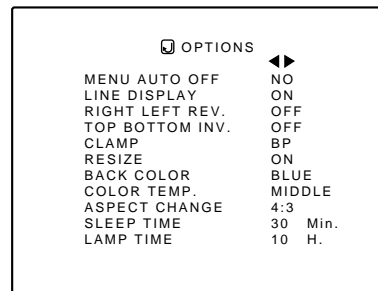 OPTIONS
MENU AUTO OFF NO
LINE DISPLAY ON
RIGHT LEFT REV. OFF
TOP BOTTOM INV. OFF
CLAMP BP
RESIZE ON
BACK COLOR BLUE
COLOR TEMP. MIDDLE
ASPECT CHANGE 4:3
SLEEP TIME 30 Min.
LAMP TIME 10 H.